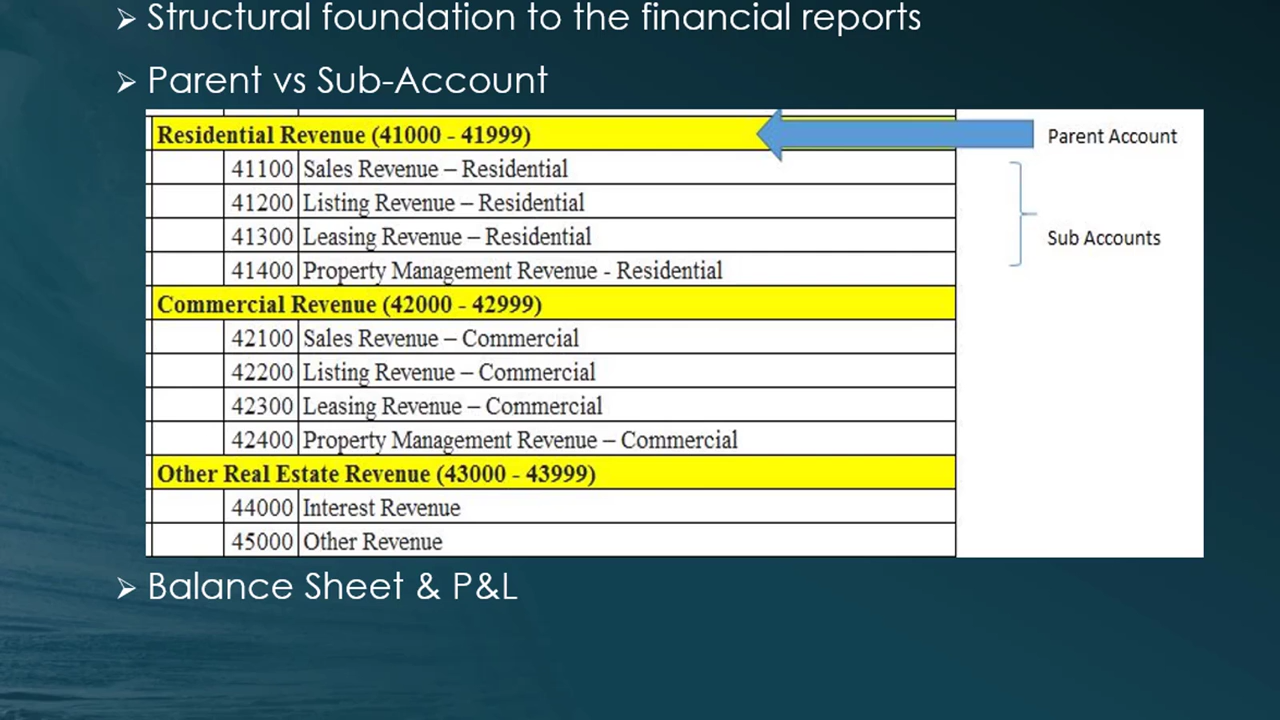 ➢ Structural foundation to the financial reports
➢ Parent vs Sub-Account
Residential Revenue (41000 - 41999)
Parent Account
41100 Sales Revenue – Residential
41200 Listing Revenue – Residential
41300 Leasing Revenue – Residential
Sub Accounts
41400 Property Management Revenue - Residential
Commercial Revenue (42000 - 42999)
42100 Sales Revenue – Commercial
42200 Listing Revenue – Commercial
42300 Leasing Revenue – Commercial
42400 Property Management Revenue – Commercial
Other Real Estate Revenue (43000 - 43999)
44000 Interest Revenue
45000 Other Revenue
➢ Balance Sheet & P&L